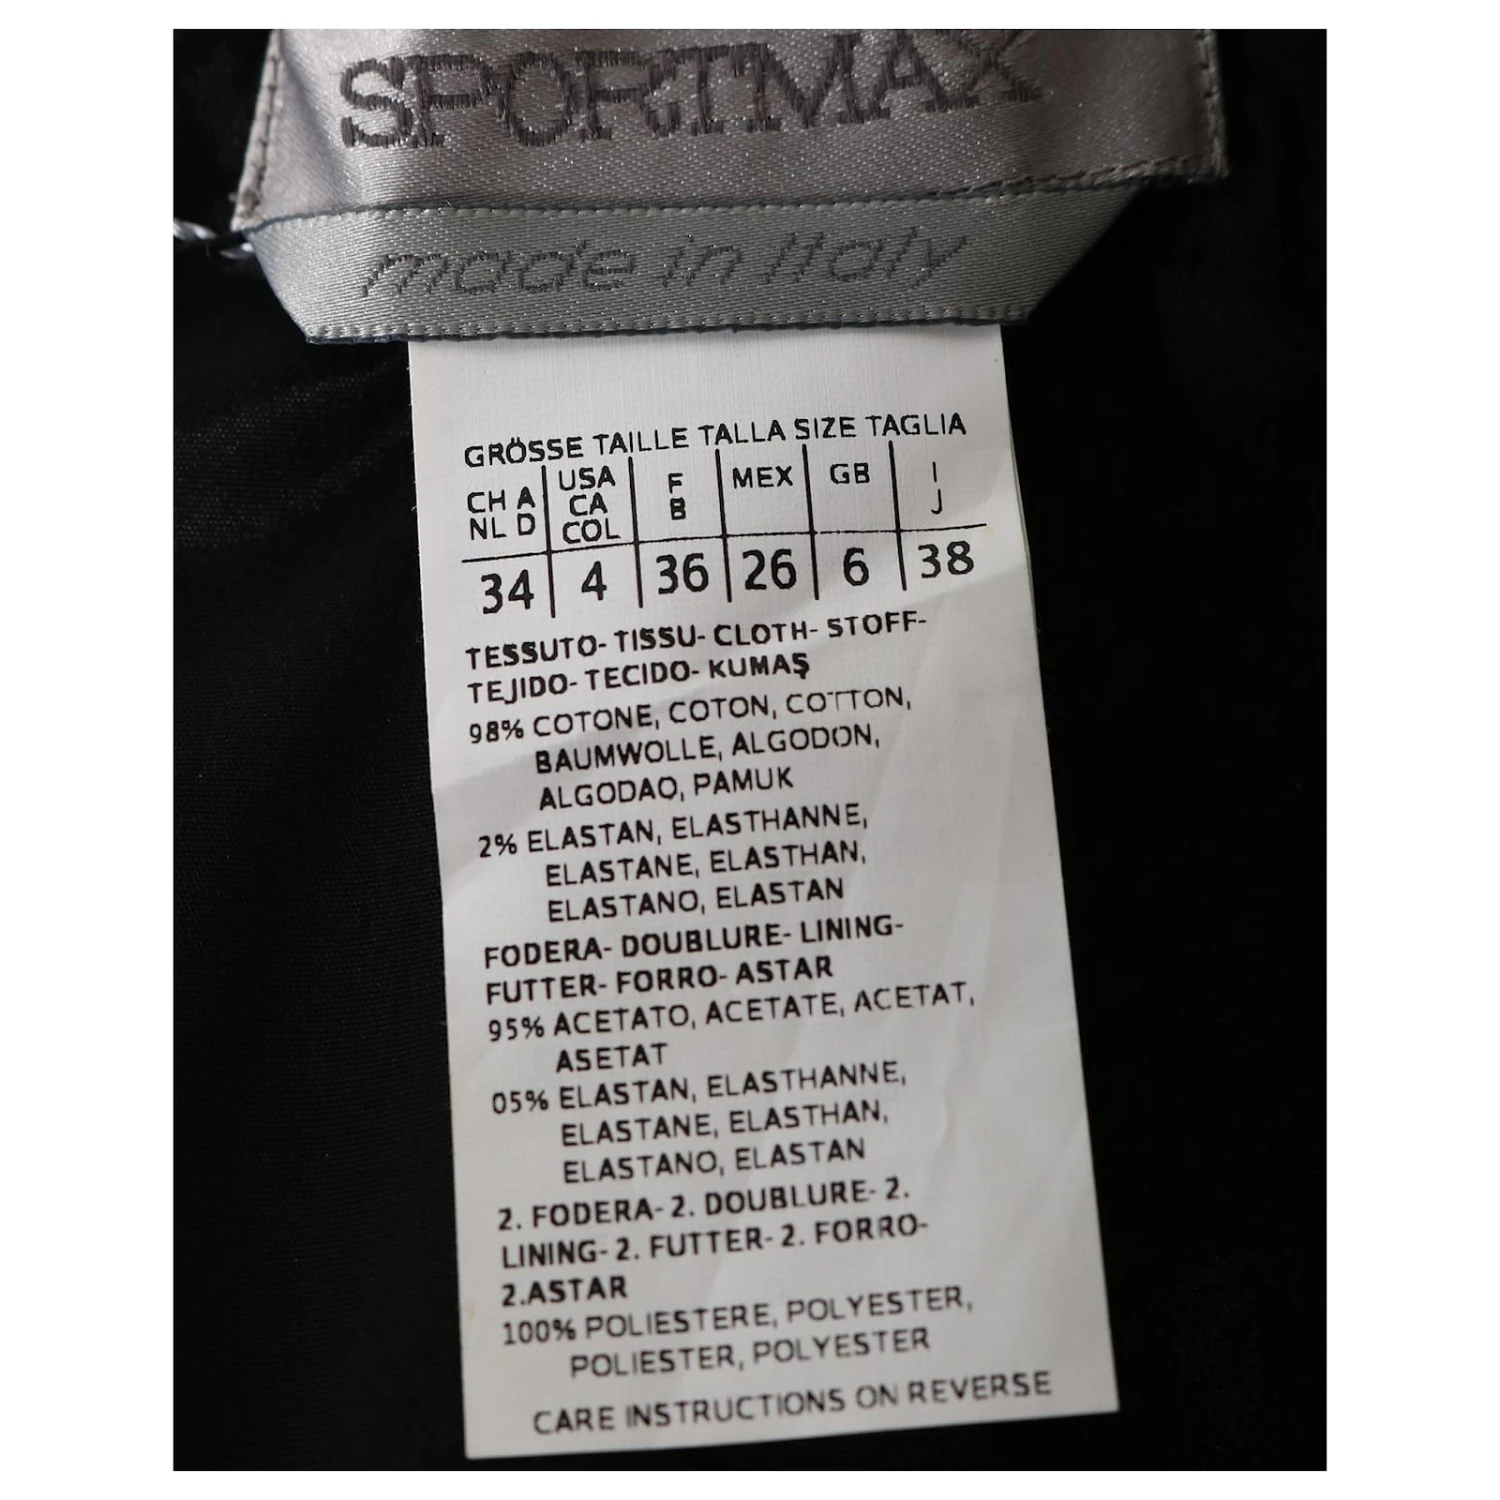 SPORTMAX
made in Italy
GRÖSSE TAILLE TALLA SIZE TAGLIA
CH A USA F MEX GB I
NL D CA B J
COL
34 4 36 26 6 38
TESSUTO- TISSU- CLOTH- STOFF-
TEJIDO- TECIDO- KUMAŞ
98% COTONE, COTON, COTTON,
BAUMWOLLE, ALGODON,
ALGODAO, PAMUK
2% ELASTAN, ELASTHANNE,
ELASTANE, ELASTHAN,
ELASTANO, ELASTAN
FODERA- DOUBLURE- LINING-
FUTTER- FORRO- ASTAR
95% ACETATO, ACETATE, ACETAT,
ASETAT
05% ELASTAN, ELASTHANNE,
ELASTANE, ELASTHAN,
ELASTANO, ELASTAN
2. FODERA- 2. DOUBLURE- 2.
LINING- 2. FUTTER- 2. FORRO-
2.ASTAR
100% POLIESTERE, POLYESTER,
POLIESTER, POLYESTER
CARE INSTRUCTIONS ON REVERSE